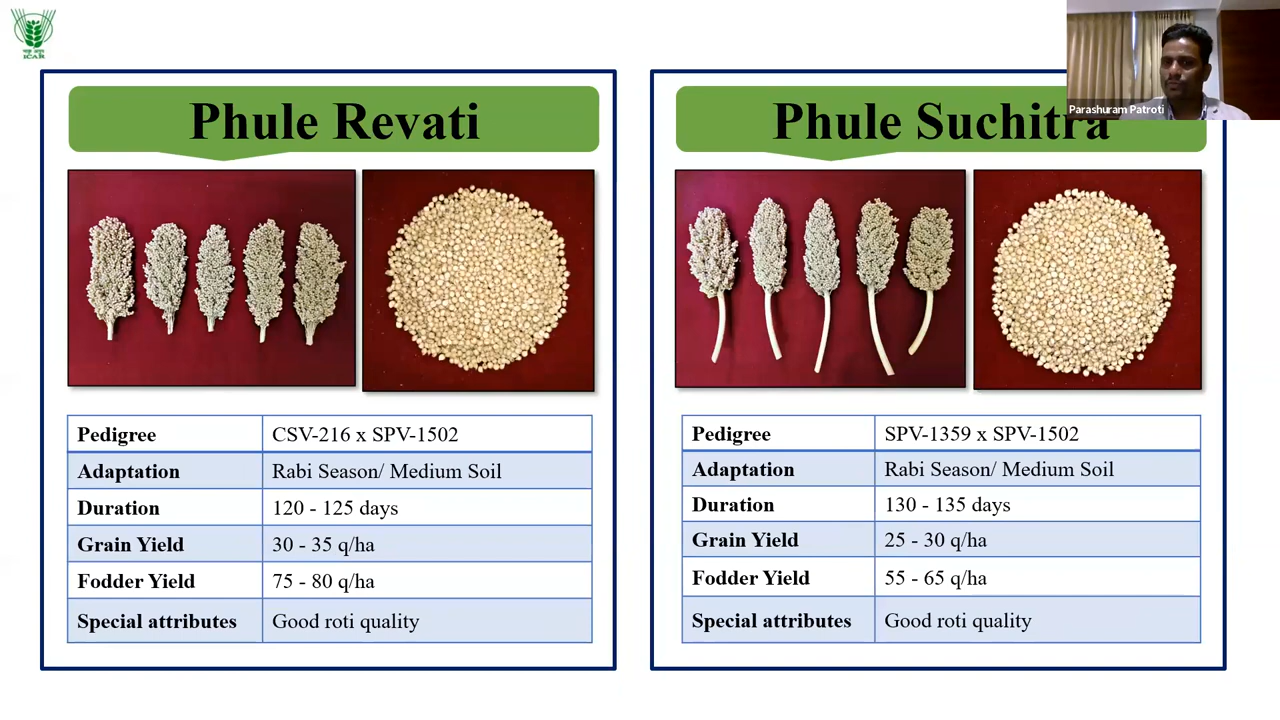 ICAR
Parashuram Patroti
Phule Revati
Pedigree CSV-216 x SPV-1502
Adaptation Rabi Season/ Medium Soil
Duration 120 - 125 days
Grain Yield 30 - 35 q/ha
Fodder Yield 75 - 80 q/ha
Special attributes Good roti quality
Phule Suchitra
Pedigree SPV-1359 x SPV-1502
Adaptation Rabi Season/ Medium Soil
Duration 130 - 135 days
Grain Yield 25 - 30 q/ha
Fodder Yield 55 - 65 q/ha
Special attributes Good roti quality